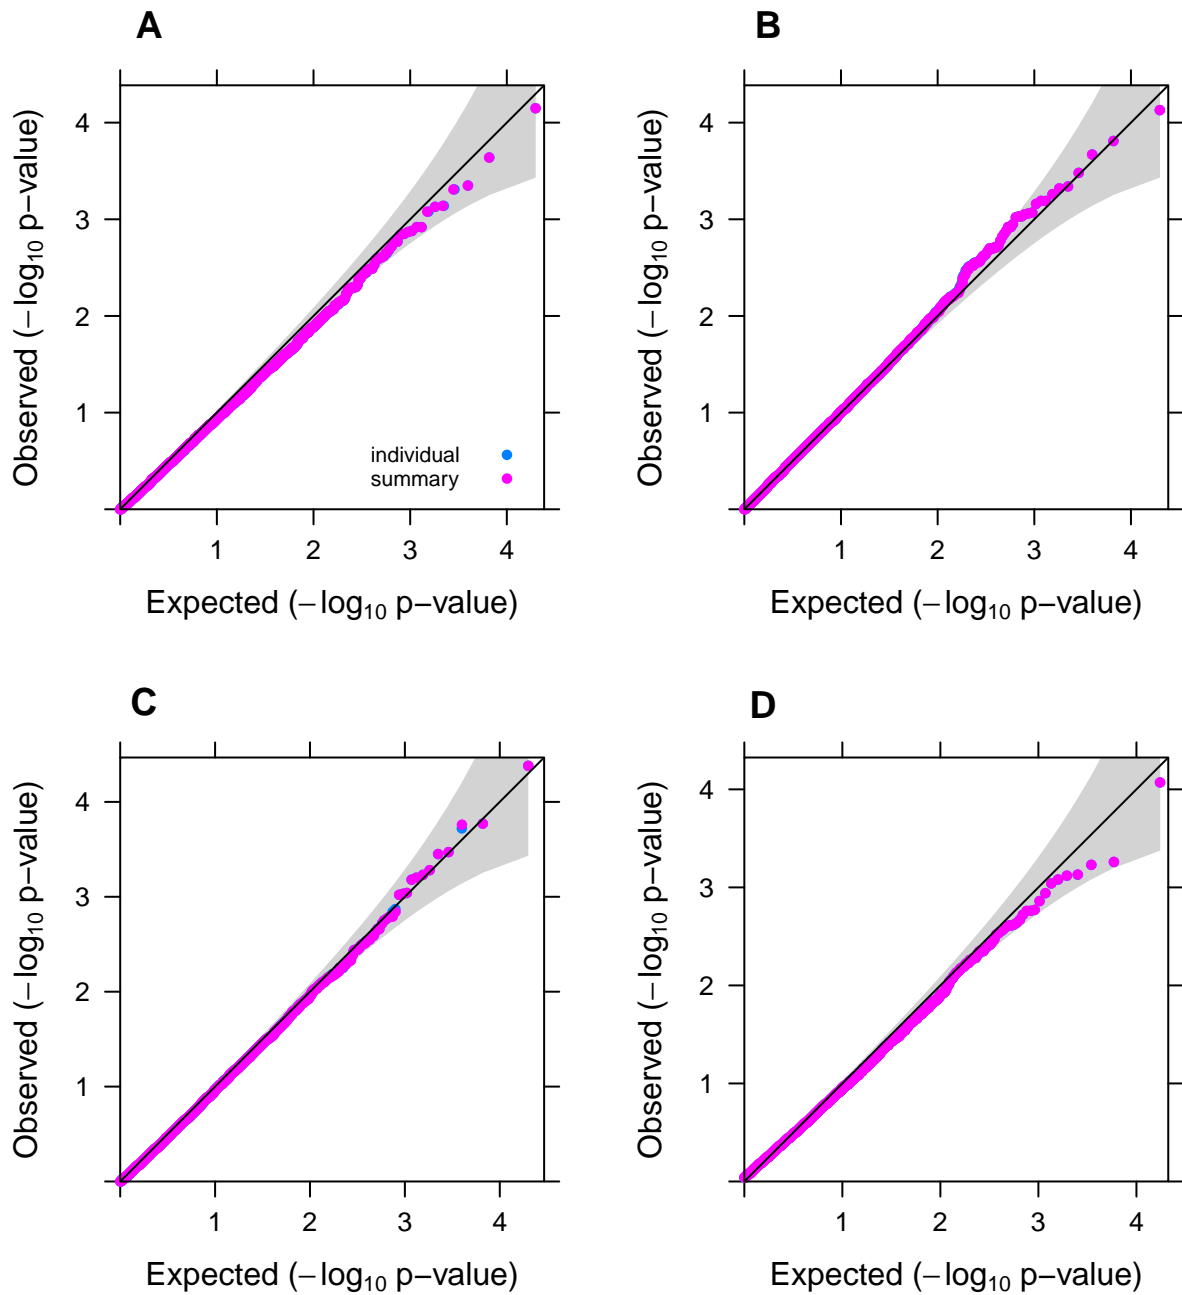 A
B
Observed (−log10 p−value)
4
3
2
1
individual
summary
1 2 3 4
Expected (−log10 p−value)
Observed (−log10 p−value)
4
3
2
1
1 2 3 4
Expected (−log10 p−value)
C
D
Observed (−log10 p−value)
4
3
2
1
1 2 3 4
Expected (−log10 p−value)
Observed (−log10 p−value)
4
3
2
1
1 2 3 4
Expected (−log10 p−value)